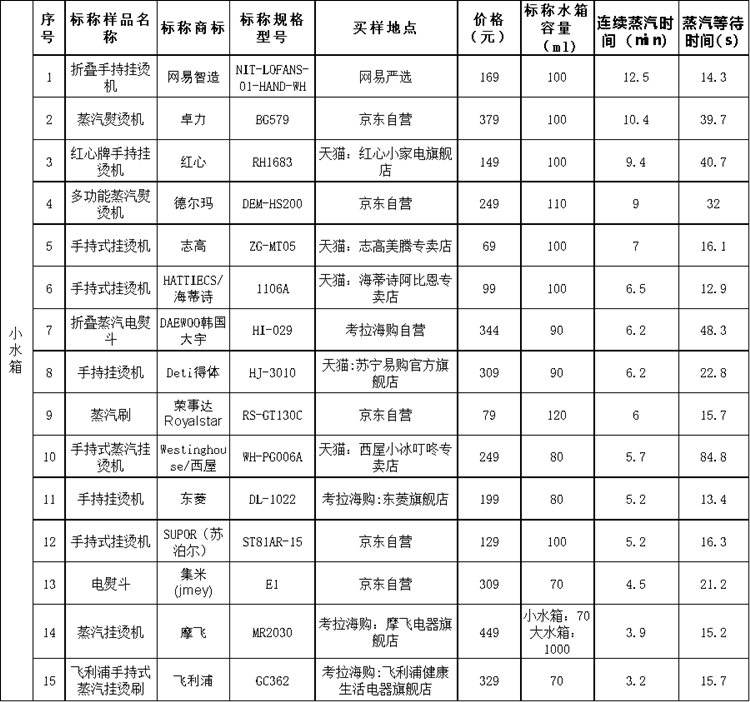 序号 标称样品名称 标称商标 标称规格型号 买样地点 价格（元） 标称水箱容量（ml） 连续蒸汽时间（min） 蒸汽等待时间(s)
小水箱
1 折叠手持挂烫机 网易智造 NIT-LOFANS-01-HAND-WH 网易严选 169 100 12.5 14.3
2 蒸汽熨烫机 卓力 BG579 京东自营 379 100 10.4 39.7
3 红心牌手持挂烫机 红心 RH1683 天猫：红心小家电旗舰店 149 100 9.4 40.7
4 多功能蒸汽熨烫机 德尔玛 DEM-HS200 京东自营 249 110 9 32
5 手持式挂烫机 志高 ZG-MT05 天猫：志高美腾专卖店 69 100 7 16.1
6 手持式挂烫机 HATTIECS/海蒂诗 1106A 天猫：海蒂诗阿比恩专卖店 99 100 6.5 12.9
7 折叠蒸汽电熨斗 DAEWOO韩国大宇 HI-029 考拉海购自营 344 90 6.2 48.3
8 手持挂烫机 Deti得体 HJ-3010 天猫:苏宁易购官方旗舰店 309 90 6.2 22.8
9 蒸汽刷 荣事达Royalstar RS-GT130C 京东自营 79 120 6 15.7
10 手持式蒸汽挂烫机 Westinghouse/西屋 WH-PG006A 天猫：西屋小冰叮咚专卖店 249 80 5.7 84.8
11 手持挂烫机 东菱 DL-1022 考拉海购:东菱旗舰店 199 80 5.2 13.4
12 手持式挂烫机 SUPOR（苏泊尔） ST81AR-15 京东自营 129 100 5.2 16.3
13 电熨斗 集米(jmey) E1 京东自营 309 70 4.5 21.2
14 蒸汽挂烫机 摩飞 MR2030 考拉海购：摩飞电器旗舰店 449 小水箱：70大水箱：1000 3.9 15.2
15 飞利浦手持式蒸汽挂烫刷 飞利浦 GC362 考拉海购:飞利浦健康生活电器旗舰店 329 70 3.2 15.7